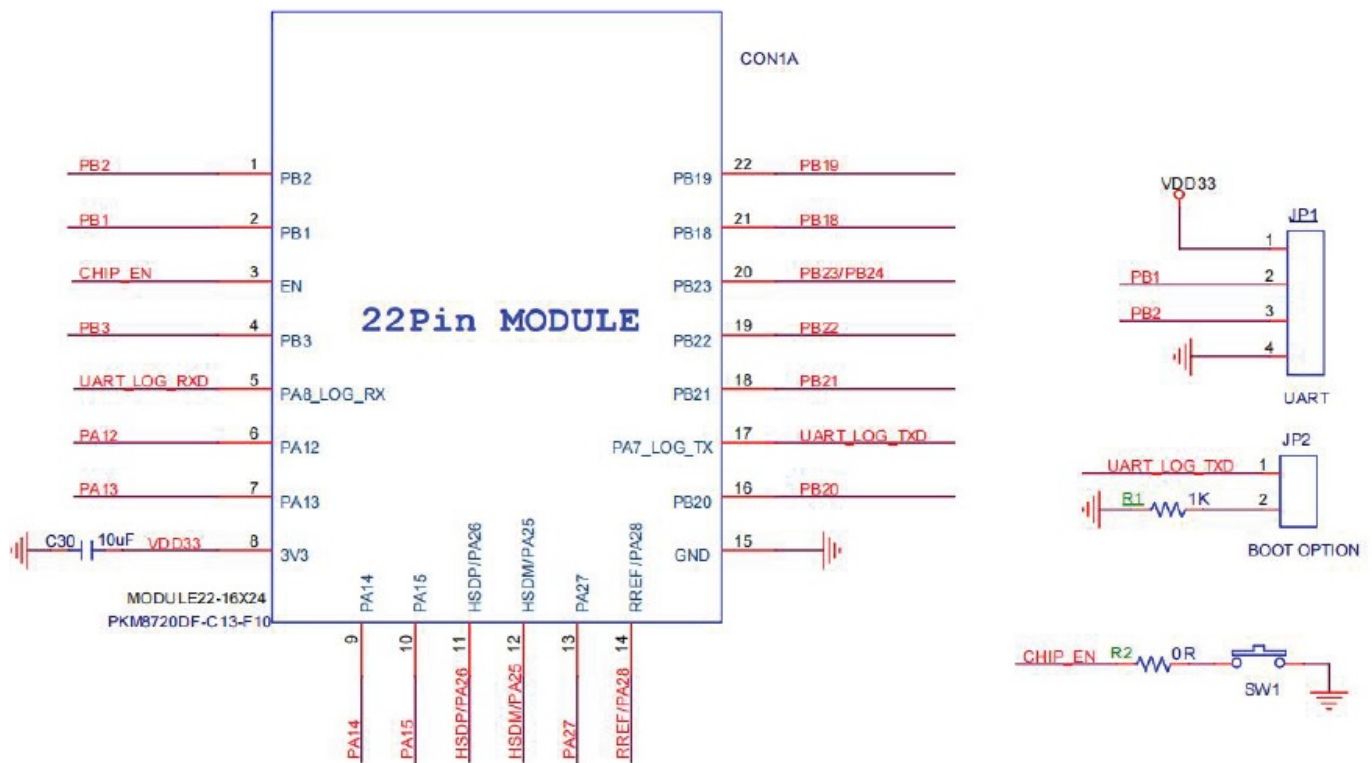 CON1A
22Pin MODULE
PB2 1 PB2
PB1 2 PB1
CHIP_EN 3 EN
PB3 4 PB3
UART_LOG_RXD 5 PA8_LOG_RX
PA12 6 PA12
PA13 7 PA13
C30 10uF VDD33 8 3V3
MODULE22-16X24
PKM8720DF-C13-F10
PB19 22 PB19
PB18 21 PB18
PB23 20 PB23/PB24
PB22 19 PB22
PB21 18 PB21
PA7_LOG_TX 17 UART_LOG_TXD
PB20 16 PB20
GND 15
PA14 9 PA14
PA15 10 PA15
HSDP/PA26 11 HSDP/PA26
HSDM/PA25 12 HSDM/PA25
PA27 13 PA27
RREF/PA28 14 RREF/PA28
VDD33
JP1
1
PB1 2
PB2 3
4
UART
JP2
UART_LOG_TXD 1
R1 1K 2
BOOT OPTION
CHIP_EN R2 0R
SW1